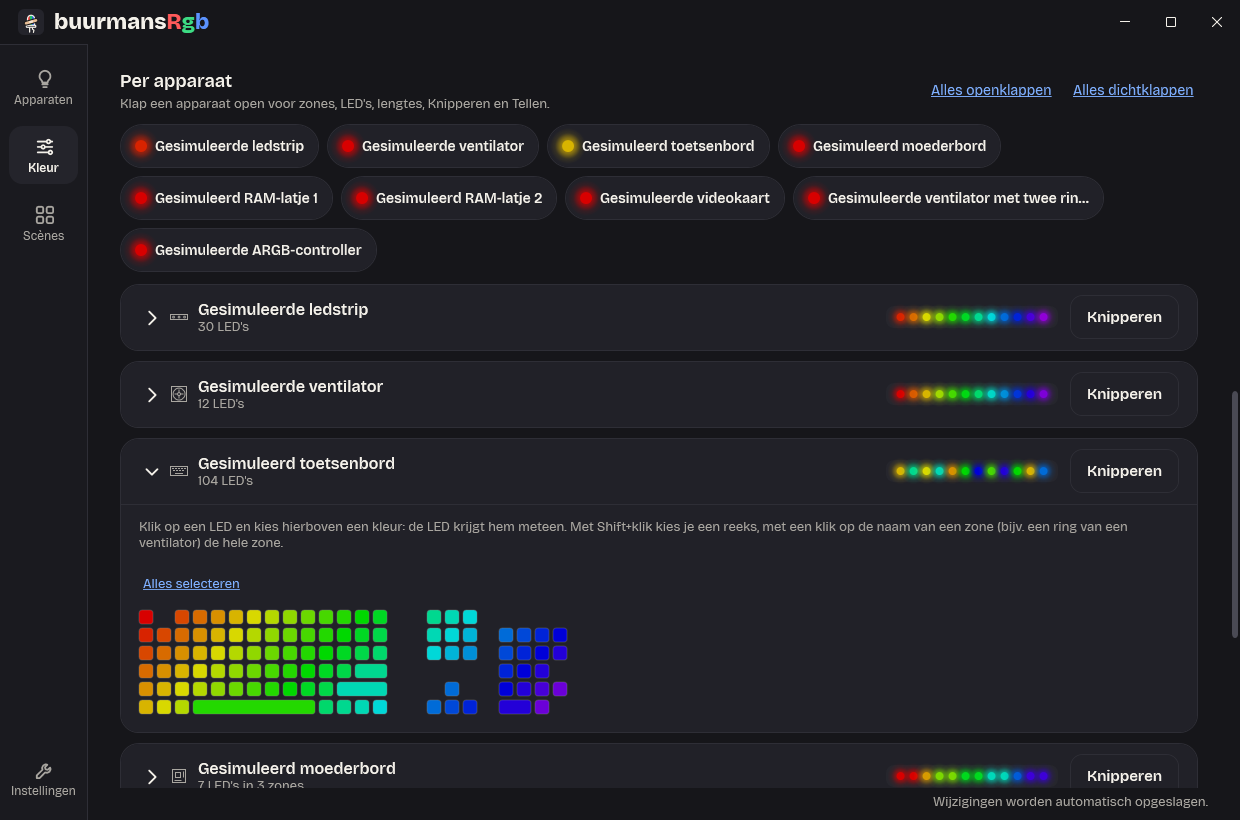 buurmansRgb
Apparaten
Kleur
Scènes
Instellingen
Per apparaat
Klap een apparaat open voor zones, LED's, lengtes, Knipperen en Tellen.
Alles openklappen
Alles dichtklappen
Gesimuleerde ledstrip
Gesimuleerde ventilator
Gesimuleerd toetsenbord
Gesimuleerd moederbord
Gesimuleerd RAM-latje 1
Gesimuleerd RAM-latje 2
Gesimuleerde videokaart
Gesimuleerde ventilator met twee rin...
Gesimuleerde ARGB-controller
Gesimuleerde ledstrip
30 LED's
Knipperen
Gesimuleerde ventilator
12 LED's
Knipperen
Gesimuleerd toetsenbord
104 LED's
Knipperen
Klik op een LED en kies hierboven een kleur: de LED krijgt hem meteen. Met Shift+klik kies je een reeks, met een klik op de naam van een zone (bijv. een ring van een
ventilator) de hele zone.
Alles selecteren
Gesimuleerd moederbord
7 LED's in 3 zones
Knipperen
Wijzigingen worden automatisch opgeslagen.